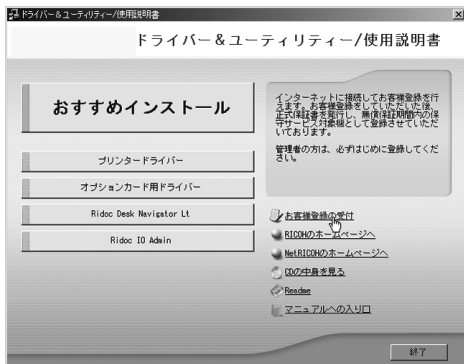 ドライバー&ユーティリティー/使用説明書
ドライバー&ユーティリティー/使用説明書
おすすめインストール
プリンタードライバー
オプションカード用ドライバー
Ridoc Desk Navigator Lt
Ridoc IO Admin
インターネットに接続してお客様登録を行
えます。お客様登録をしていただいた後、
正式保証書を発行し、無償保証期間内の保
守サービス対象機として登録させていただ
いております。
管理者の方は、必ずはじめに登録してくだ
さい。
お客様登録の受付
RICOHのホームページへ
NetRICOHのホームページへ
CDの中身を見る
Readme
マニュアルへの入り口
終了